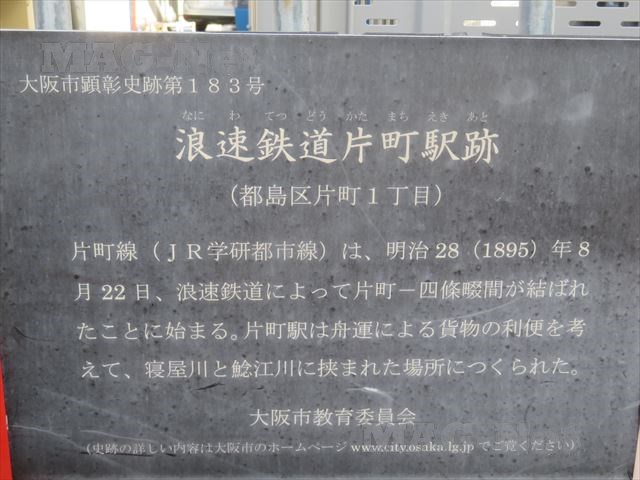 大阪市顕彰史跡第１８３号
なにわてつどうかたまちえきあと
浪速鉄道片町駅跡
（都島区片町１丁目）
片町線（ＪＲ学研都市線）は、明治28（1895）年８
月22日、浪速鉄道によって片町－四條畷間が結ばれ
たことに始まる。片町駅は舟運による貨物の利便を考
えて、寝屋川と鯰江川に挟まれた場所につくられた。
大阪市教育委員会
（史跡の詳しい内容は大阪市のホームページ www.city.osaka.lg.jp でご覧ください）